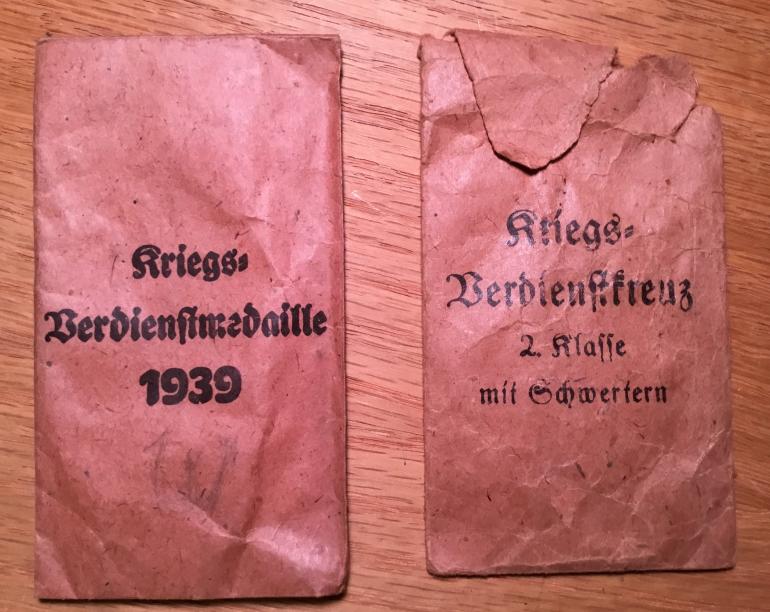 Kriegs-
Verdienstmedaille
1939
Kriegs-
Verdienstkreuz
2. Klasse
mit Schwertern